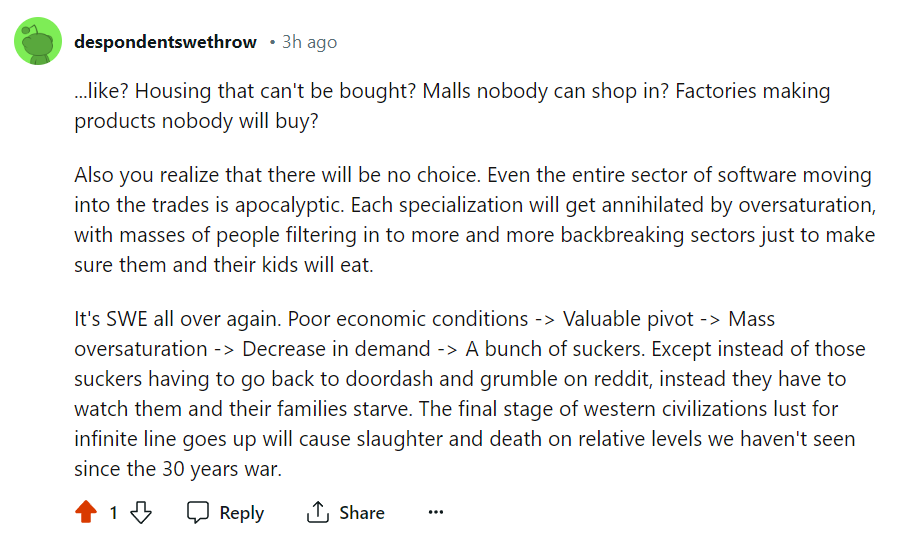 despondentswethrow • 3h ago
...like? Housing that can't be bought? Malls nobody can shop in? Factories making
products nobody will buy?
Also you realize that there will be no choice. Even the entire sector of software moving
into the trades is apocalyptic. Each specialization will get annihilated by oversaturation,
with masses of people filtering in to more and more backbreaking sectors just to make
sure them and their kids will eat.
It's SWE all over again. Poor economic conditions -> Valuable pivot -> Mass
oversaturation -> Decrease in demand -> A bunch of suckers. Except instead of those
suckers having to go back to doordash and grumble on reddit, instead they have to
watch them and their families starve. The final stage of western civilizations lust for
infinite line goes up will cause slaughter and death on relative levels we haven't seen
since the 30 years war.
1 Reply Share ...